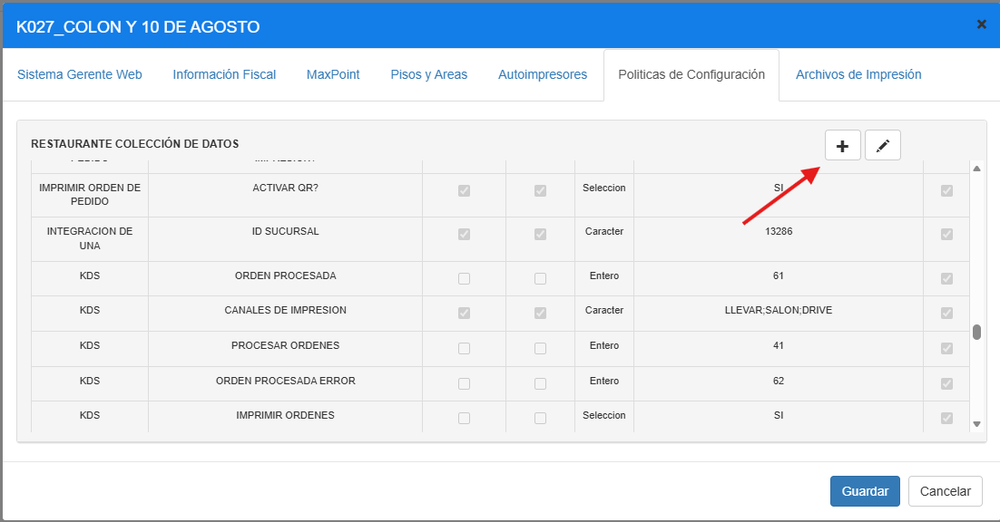 K027_COLON Y 10 DE AGOSTO
Sistema Gerente Web Información Fiscal MaxPoint Pisos y Areas Autoimpresores Politicas de Configuración Archivos de Impresión
RESTAURANTE COLECCIÓN DE DATOS
IMPRIMIR ORDEN DE PEDIDO ACTIVAR QR? Seleccion SI
INTEGRACION DE UNA ID SUCURSAL Caracter 13286
KDS ORDEN PROCESADA Entero 61
KDS CANALES DE IMPRESION Caracter LLEVAR;SALON;DRIVE
KDS PROCESAR ORDENES Entero 41
KDS ORDEN PROCESADA ERROR Entero 62
KDS IMPRIMIR ORDENES Seleccion SI
Guardar Cancelar